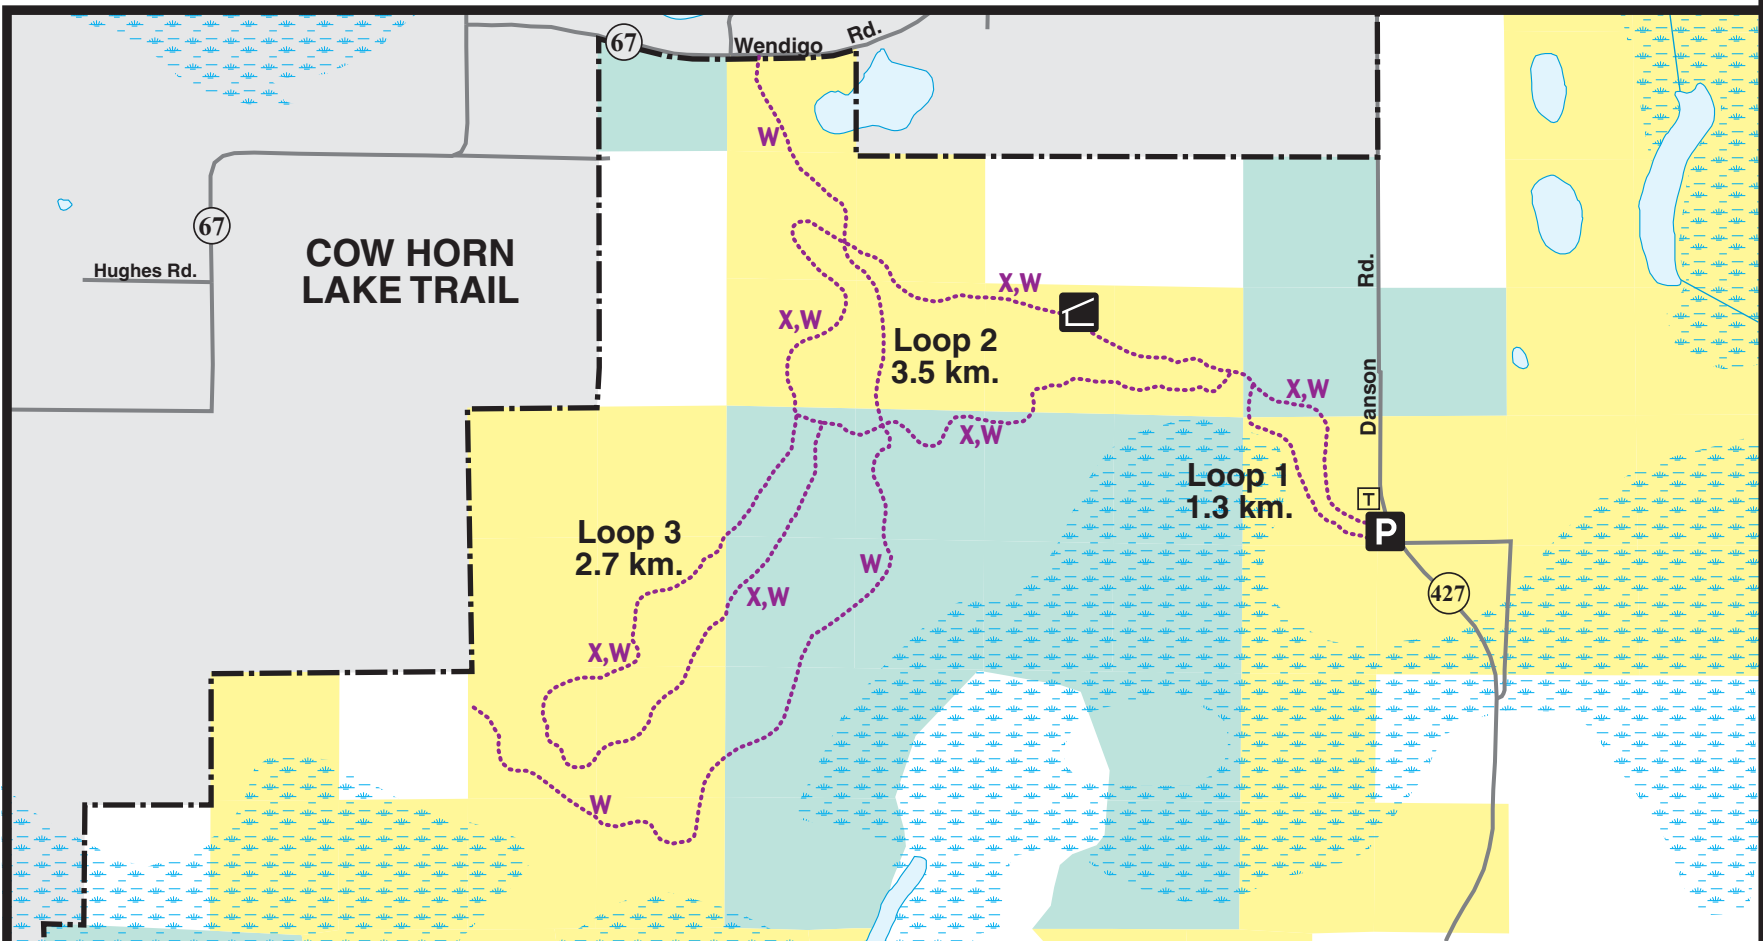 67
Wendigo Rd.
W
67
COW HORN
LAKE TRAIL
Hughes Rd.
Danson Rd.
X,W
X,W
Loop 2
3.5 km.
X,W
X,W
Loop 1
1.3 km.
T
P
Loop 3
2.7 km.
W
X,W
427
X,W
W